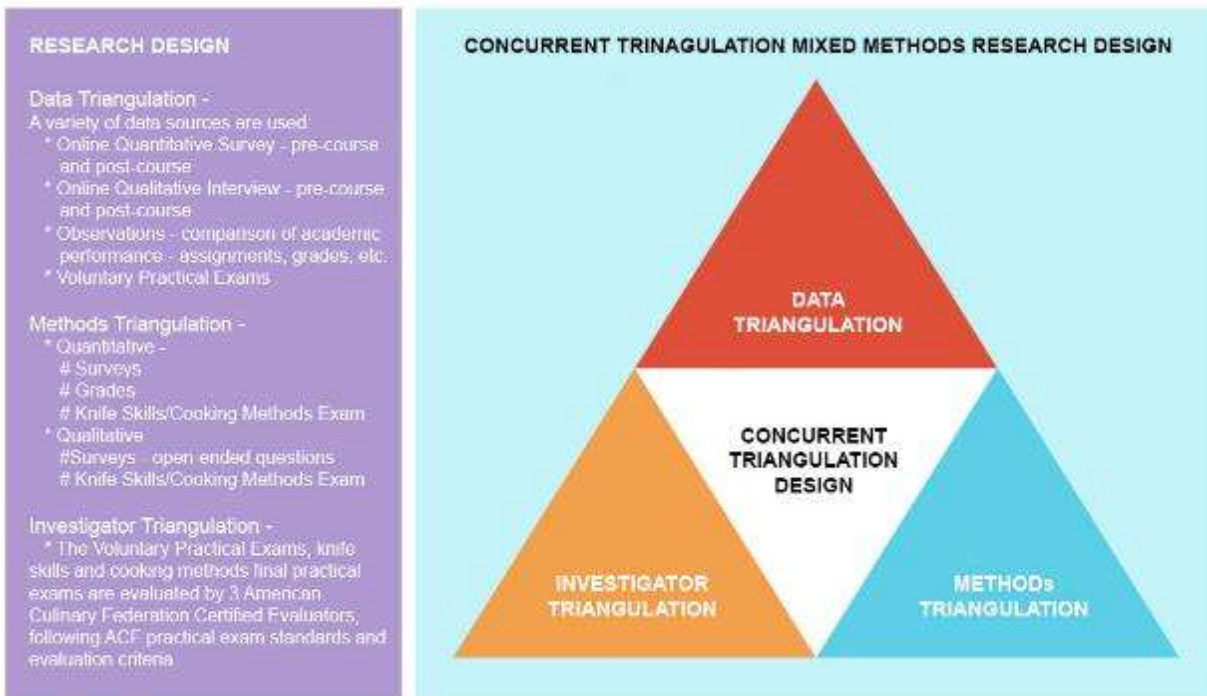 RESEARCH DESIGN
Data Triangulation -
A variety of data sources are used:
* Online Quantitative Survey - pre-course
and post-course
* Online Qualitative Interview - pre-course
and post-course
* Observations - comparison of academic
performance - assignments, grades, etc.
* Voluntary Practical Exams
Methods Triangulation -
* Quantitative -
# Surveys
# Grades
# Knife Skills/Cooking Methods Exam
* Qualitative
#Surveys - open ended questions
# Knife Skills/Cooking Methods Exam
Investigator Triangulation -
* The Voluntary Practical Exams, knife
skills and cooking methods final practical
exams are evaluated by 3 American
Culinary Federation Certified Evaluators,
following ACF practical exam standards and
evaluation criteria
CONCURRENT TRINAGULATION MIXED METHODS RESEARCH DESIGN
DATA
TRIANGULATION
CONCURRENT
TRIANGULATION
DESIGN
INVESTIGATOR
TRIANGULATION
METHODs
TRIANGULATION